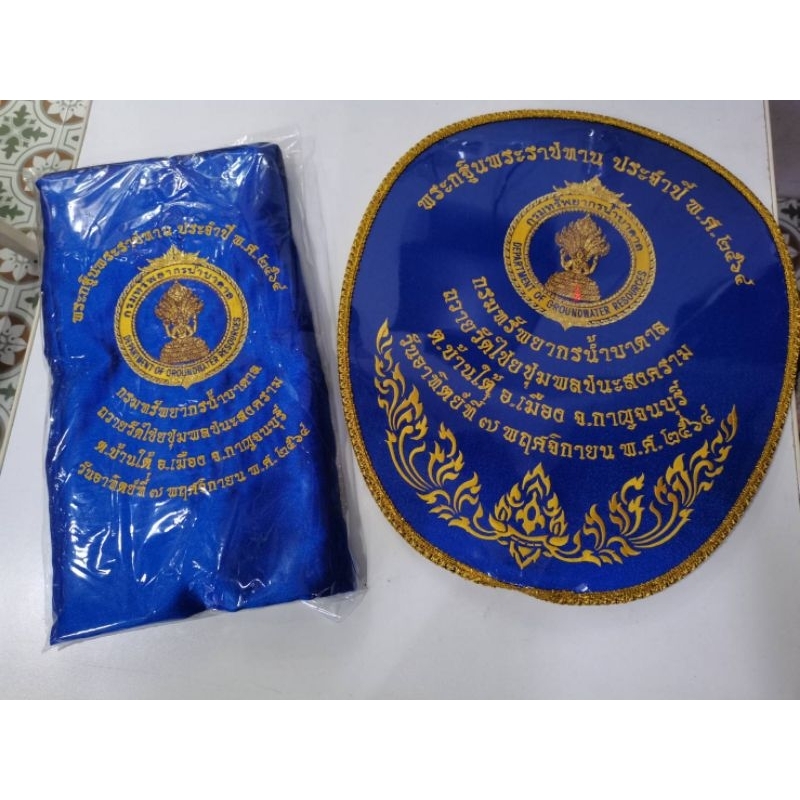 พระกฐินพระราชทาน ประจำปี พ.ศ.๒๕๖๔
กรมทรัพยากรน้ำบาดาล
DEPARTMENT OF GROUNDWATER RESOURCES
กรมทรัพยากรน้ำบาดาล
ถวายวัดไชยชุมพลชนะสงคราม
ต.บ้านใต้ อ.เมือง จ.กาญจนบุรี
วันอาทิตย์ที่ ๗ พฤศจิกายน พ.ศ.๒๕๖๔
พระกฐินพระราชทาน ประจำปี พ.ศ.๒๕๖๔
กรมทรัพยากรน้ำบาดาล
DEPARTMENT OF GROUNDWATER RESOURCES
กรมทรัพยากรน้ำบาดาล
ถวายวัดไชยชุมพลชนะสงคราม
ต.บ้านใต้ อ.เมือง จ.กาญจนบุรี
วันอาทิตย์ที่ ๗ พฤศจิกายน พ.ศ.๒๕๖๔